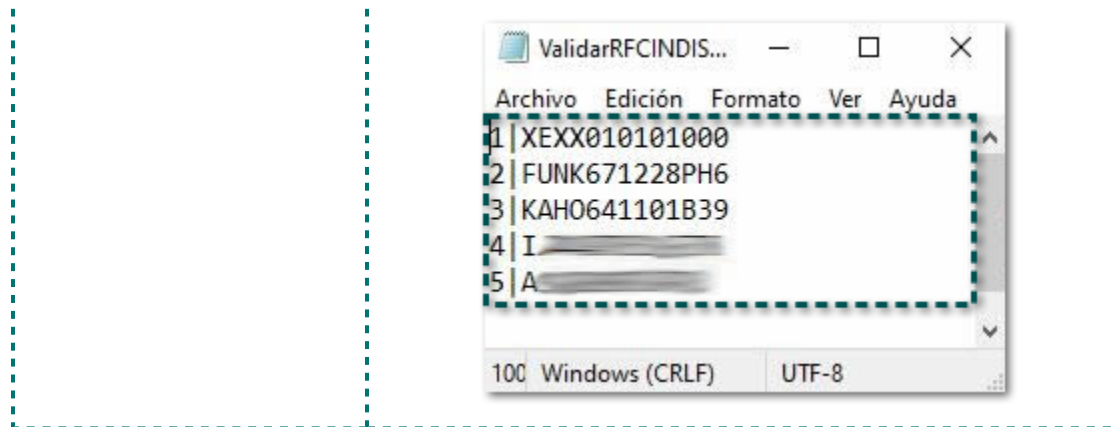 ValidarRFCINDIS...
Archivo Edición Formato Ver Ayuda
1|XEXX010101000
2|FUNK671228PH6
3|KAHO641101B39
4|I
5|A
100 Windows (CRLF) UTF-8